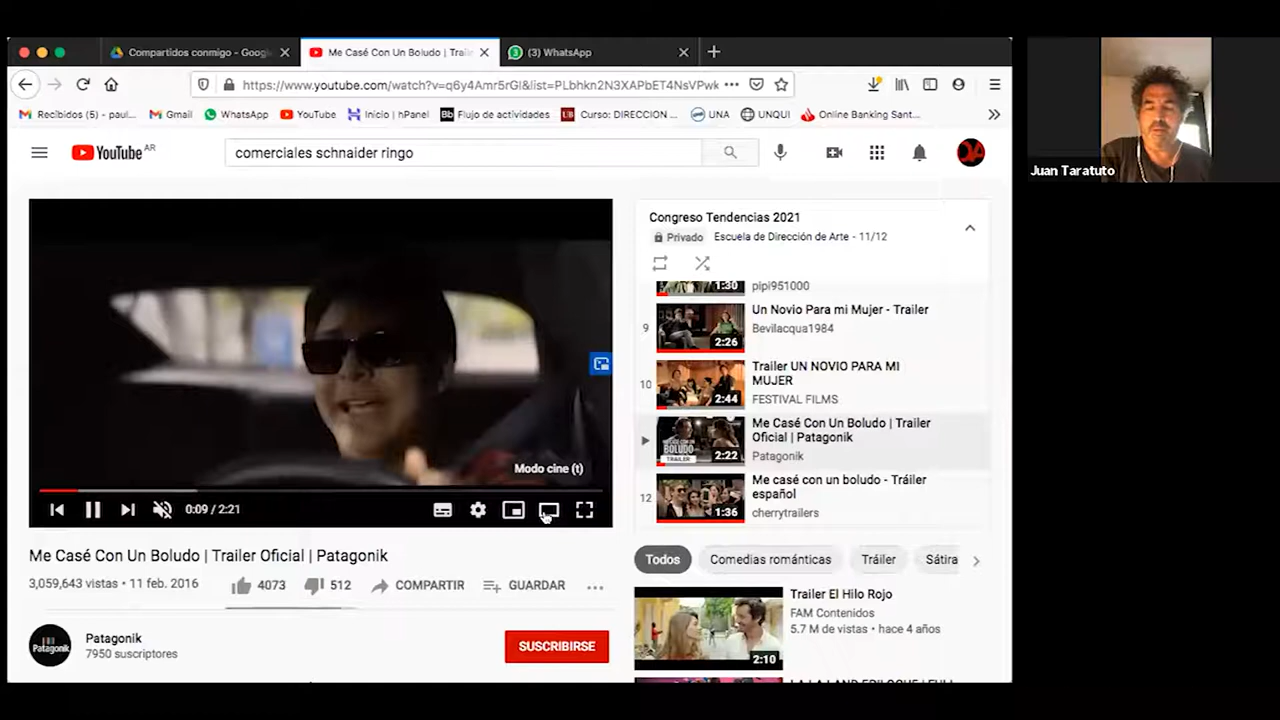 Compartidos conmigo - Goog
Me Casé Con Un Boludo | Trai
(3) WhatsApp
https://www.youtube.com/watch?v=q6y4Amr5rGI&list=PLbhkn2N3XAPbET4NsVPwk
Recibidos (5) - paul...
Gmail
WhatsApp
YouTube
Inicio | hPanel
Flujo de actividades
Curso: DIRECCION ...
UNA
UNQUI
Online Banking Sant...
YouTube AR
comerciales schnaider ringo
Juan Taratuto
Congreso Tendencias 2021
Privado Escuela de Dirección de Arte - 11/12
1:30
pipi951000
9
2:26
Un Novio Para mi Mujer - Trailer
Bevilacqua1984
10
2:44
Trailer UN NOVIO PARA MI
MUJER
FESTIVAL FILMS
TRAILER
2:22
Me Casé Con Un Boludo | Trailer
Oficial | Patagonik
Patagonik
12
1:36
Me casé con un boludo - Tráiler
español
cherrytrailers
Modo cine (t)
0:09 / 2:21
Me Casé Con Un Boludo | Trailer Oficial | Patagonik
3,059,643 vistas • 11 feb. 2016
4073
512
COMPARTIR
GUARDAR
Patagonik
Patagonik
7950 suscriptores
SUSCRIBIRSE
Todos
Comedias románticas
Tráiler
Sátira
2:10
Trailer El Hilo Rojo
FAM Contenidos
5.7 M de vistas • hace 4 años